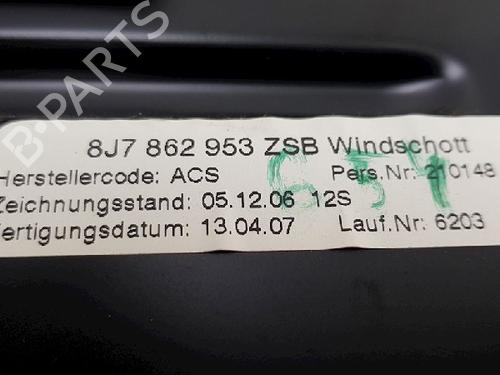 B-PARTS
8J7 862 953 ZSB Windschott
Herstellercode: ACS Pers.Nr: 210148
Zeichnungsstand: 05.12.06 12S
Fertigungsdatum: 13.04.07 Lauf.Nr: 6203